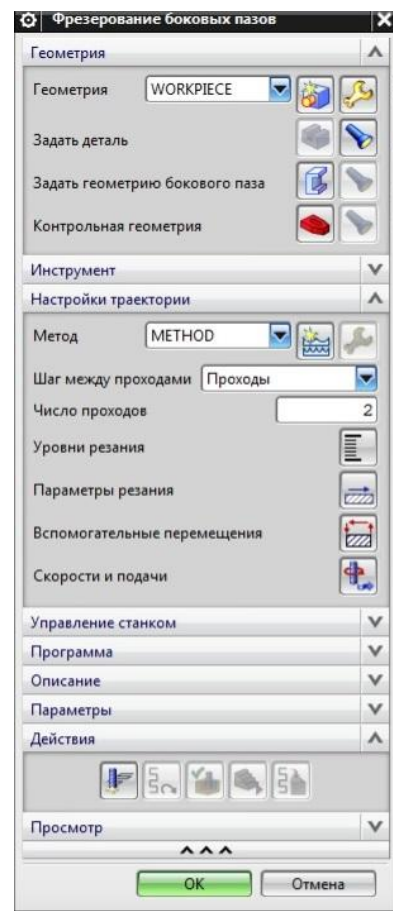 Фрезерование боковых пазов
Геометрия
Геометрия WORKPIECE
Задать деталь
Задать геометрию бокового паза
Контрольная геометрия
Инструмент
Настройки траектории
Метод METHOD
Шаг между проходами Проходы
Число проходов 2
Уровни резания
Параметры резания
Вспомогательные перемещения
Скорости и подачи
Управление станком
Программа
Описание
Параметры
Действия
Просмотр
OK Отмена